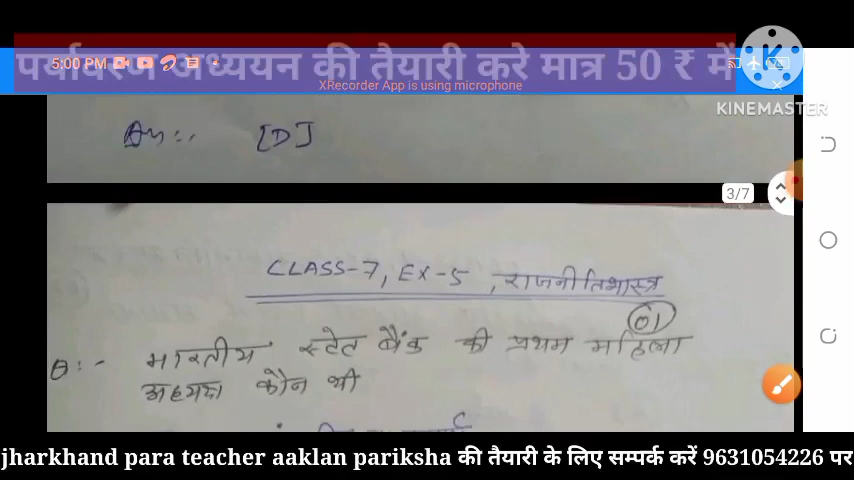 पर्यावरण अध्ययन की तैयारी करे मात्र 50 ₹ में
5:00 PM
XRecorder App is using microphone
KINEMASTER
Ans:. [D]
3/7
CLASS-7, EX-5, राजनीतिशास्त्र
01
Q:- भारतीय स्टेट बैंक की प्रथम महिला
अध्यक्ष कौन थी
jharkhand para teacher aaklan pariksha की तैयारी के लिए सम्पर्क करें 9631054226 पर